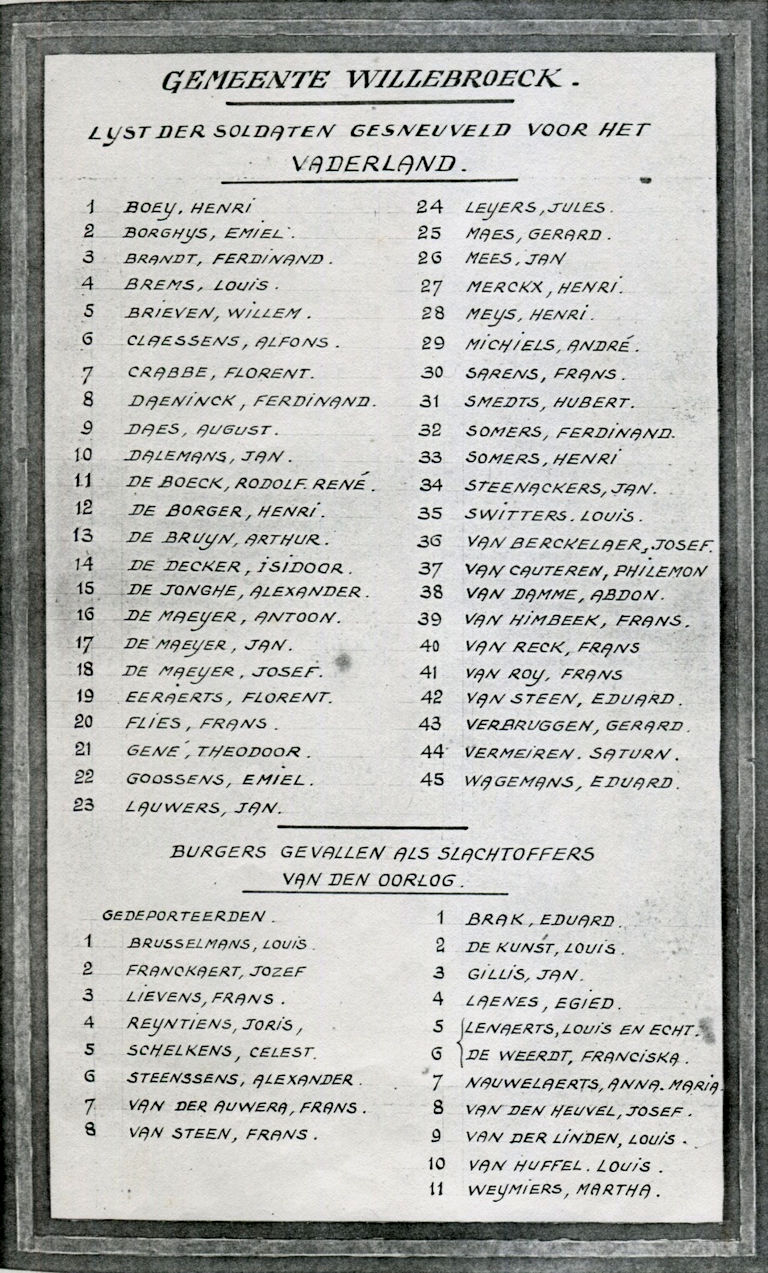 GEMEENTE WILLEBROECK.
LYST DER SOLDATEN GESNEUVELD VOOR HET
VADERLAND.
1 BOEY, HENRI
2 BORGHYS, EMIEL.
3 BRANDT, FERDINAND.
4 BREMS, LOUIS.
5 BRIEVEN, WILLEM.
6 CLAESSENS, ALFONS.
7 CRABBE, FLORENT.
8 DAENINCK, FERDINAND.
9 DAES, AUGUST.
10 DALEMANS, JAN.
11 DE BOECK, RODOLF. RENÉ.
12 DE BORGER, HENRI.
13 DE BRUYN, ARTHUR.
14 DE DECKER, ISIDOOR.
15 DE JONGHE, ALEXANDER.
16 DE MAEYER, ANTOON.
17 DE MAEYER, JAN.
18 DE MAEYER, JOSEF.
19 EERAERTS, FLORENT.
20 FLIES, FRANS.
21 GENÉ, THEODOOR.
22 GOOSSENS, EMIEL.
23 LAUWERS, JAN.
24 LEYERS, JULES.
25 MAES, GERARD.
26 MEES, JAN
27 MERCKX, HENRI.
28 MEYS, HENRI.
29 MICHIELS, ANDRÉ.
30 SARENS, FRANS.
31 SMEDTS, HUBERT.
32 SOMERS, FERDINAND.
33 SOMERS, HENRI
34 STEENACKERS, JAN.
35 SWITTERS. LOUIS.
36 VAN BERCKELAER, JOSEF.
37 VAN CAUTEREN, PHILEMON
38 VAN DAMME, ABDON.
39 VAN HIMBEEK, FRANS.
40 VAN RECK, FRANS
41 VAN ROY, FRANS
42 VAN STEEN, EDUARD.
43 VERBRUGGEN, GERARD.
44 VERMEIREN. SATURN.
45 WAGEMANS, EDUARD.
BURGERS GEVALLEN ALS SLACHTOFFERS
VAN DEN OORLOG.
GEDEPORTEERDEN.
1 BRUSSELMANS, LOUIS.
2 FRANCKAERT, JOZEF
3 LIEVENS, FRANS.
4 REYNTIENS, JORIS,
5 SCHELKENS, CELEST.
6 STEENSSENS, ALEXANDER.
7 VAN DER AUWERA, FRANS.
8 VAN STEEN, FRANS.
1 BRAK, EDUARD.
2 DE KUNST, LOUIS.
3 GILLIS, JAN.
4 LAENES, EGIED.
5 LENAERTS, LOUIS EN ECHT.
6 DE WEERDT, FRANCISKA.
7 NAUWELAERTS, ANNA. MARIA.
8 VAN DEN HEUVEL, JOSEF.
9 VAN DER LINDEN, LOUIS.
10 VAN HUFFEL. LOUIS.
11 WEYMIERS, MARTHA.